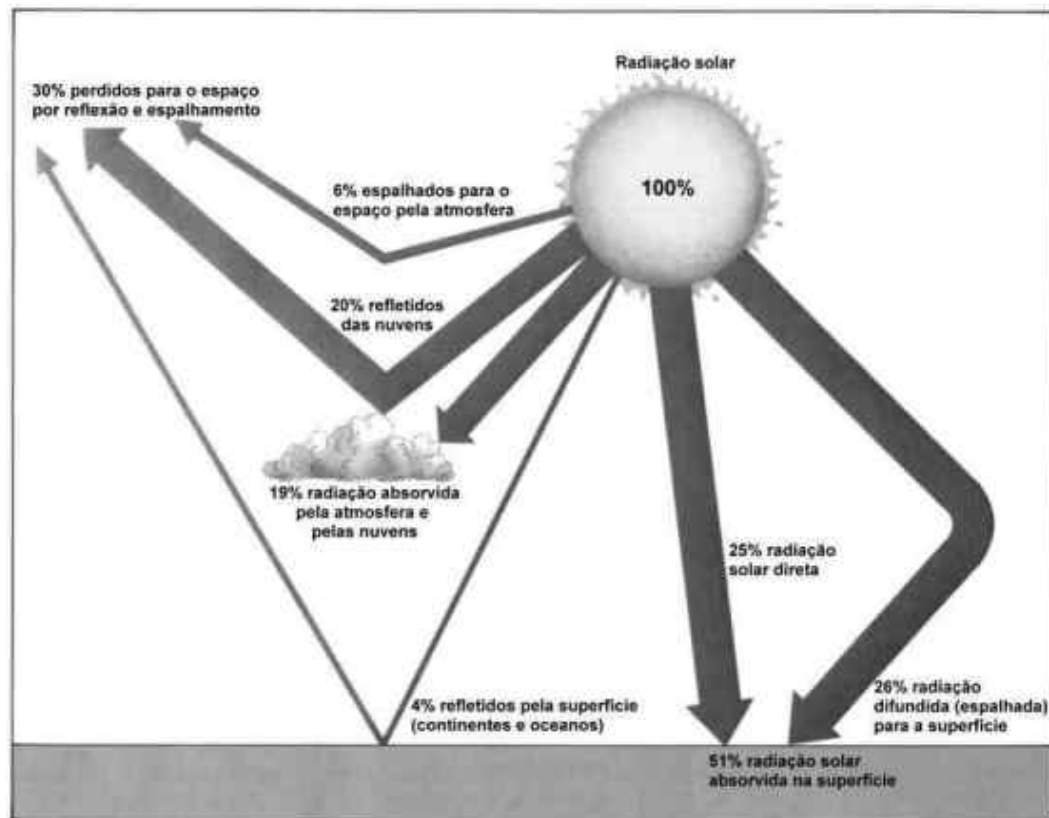 Radiação solar
30% perdidos para o espaço
por reflexão e espalhamento
100%
6% espalhados para o
espaço pela atmosfera
20% refletidos
das nuvens
19% radiação absorvida
pela atmosfera e
pelas nuvens
25% radiação
solar direta
4% refletidos pela superfície
(continentes e oceanos)
26% radiação
difundida (espalhada)
para a superfície
51% radiação solar
absorvida na superfície